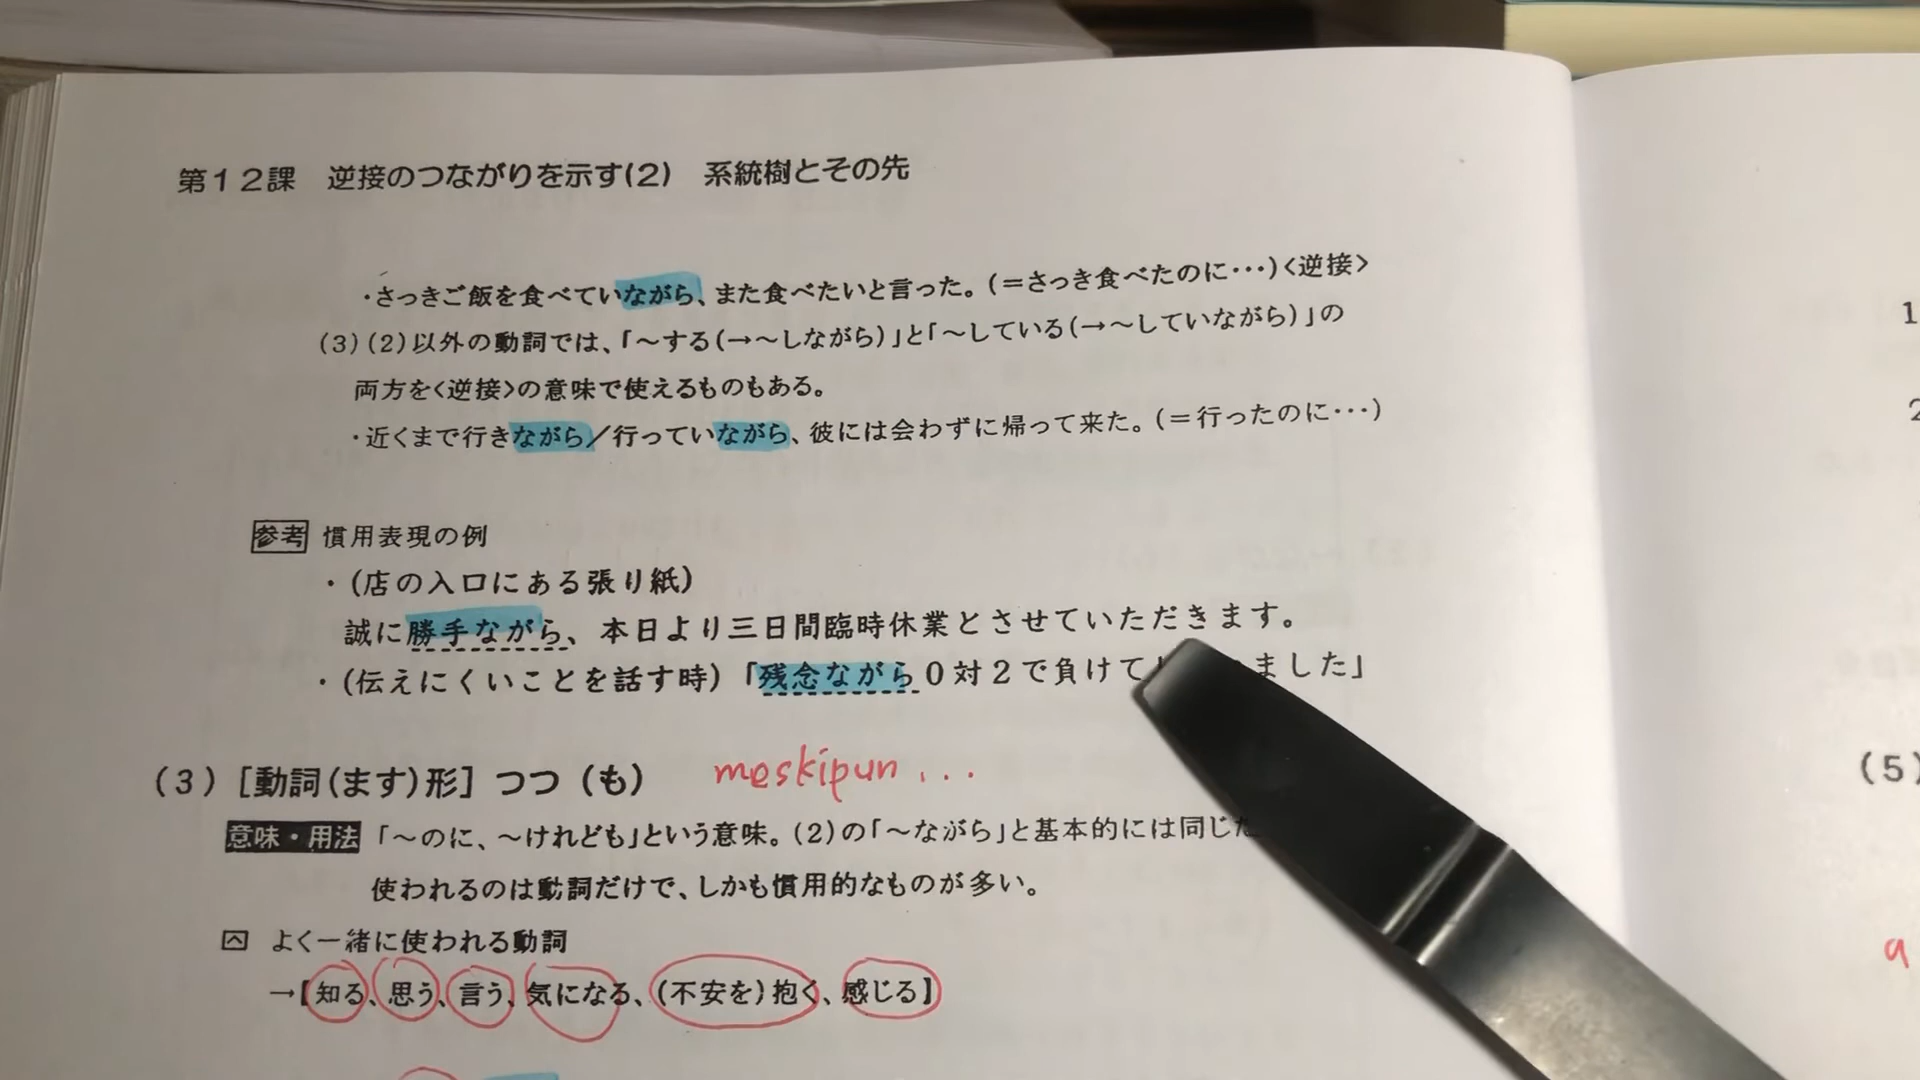 第12課 逆接のつながりを示す(2) 系統樹とその先
・さっきご飯を食べていながら、また食べたいと言った。(=さっき食べたのに…)<逆接>
(3)(2)以外の動詞では、「〜する(→〜しながら)」と「〜している(→〜していながら)」の
両方を<逆接>の意味で使えるものもある。
・近くまで行きながら/行っていながら、彼には会わずに帰って来た。(=行ったのに…)
参考 慣用表現の例
・(店の入口にある張り紙)
誠に勝手ながら、本日より三日間臨時休業とさせていただきます。
・(伝えにくいことを話す時)「残念ながら0対2で負けて ました」
(3)[動詞(ます)形] つつ(も) meskipun...
意味・用法 「〜のに、〜けれども」という意味。(2)の「〜ながら」と基本的には同じ
使われるのは動詞だけで、しかも慣用的なものが多い。
よく一緒に使われる動詞
→【知る、思う、言う、気になる、(不安を)抱く、感じる】
1
2
(5)
a